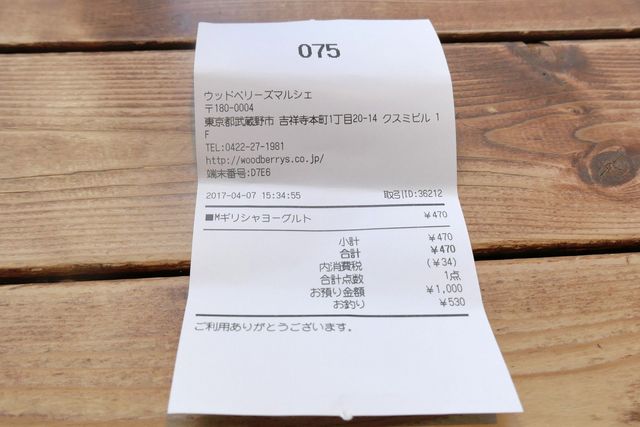 075
ウッドベリーズマルシェ
〒180-0004
東京都武蔵野市 吉祥寺本町1丁目20-14 クスミビル 1
F
TEL:0422-27-1981
http://woodberrys.co.jp/
端末番号:D7E6
2017-04-07 15:34:55 取引ID:36212
■Mギリシャヨーグルト ¥470
小計 ¥470
合計 ¥470
内消費税 (¥34)
合計点数 1点
お預り金額 ¥1,000
お釣り ¥530
ご利用ありがとうございます。